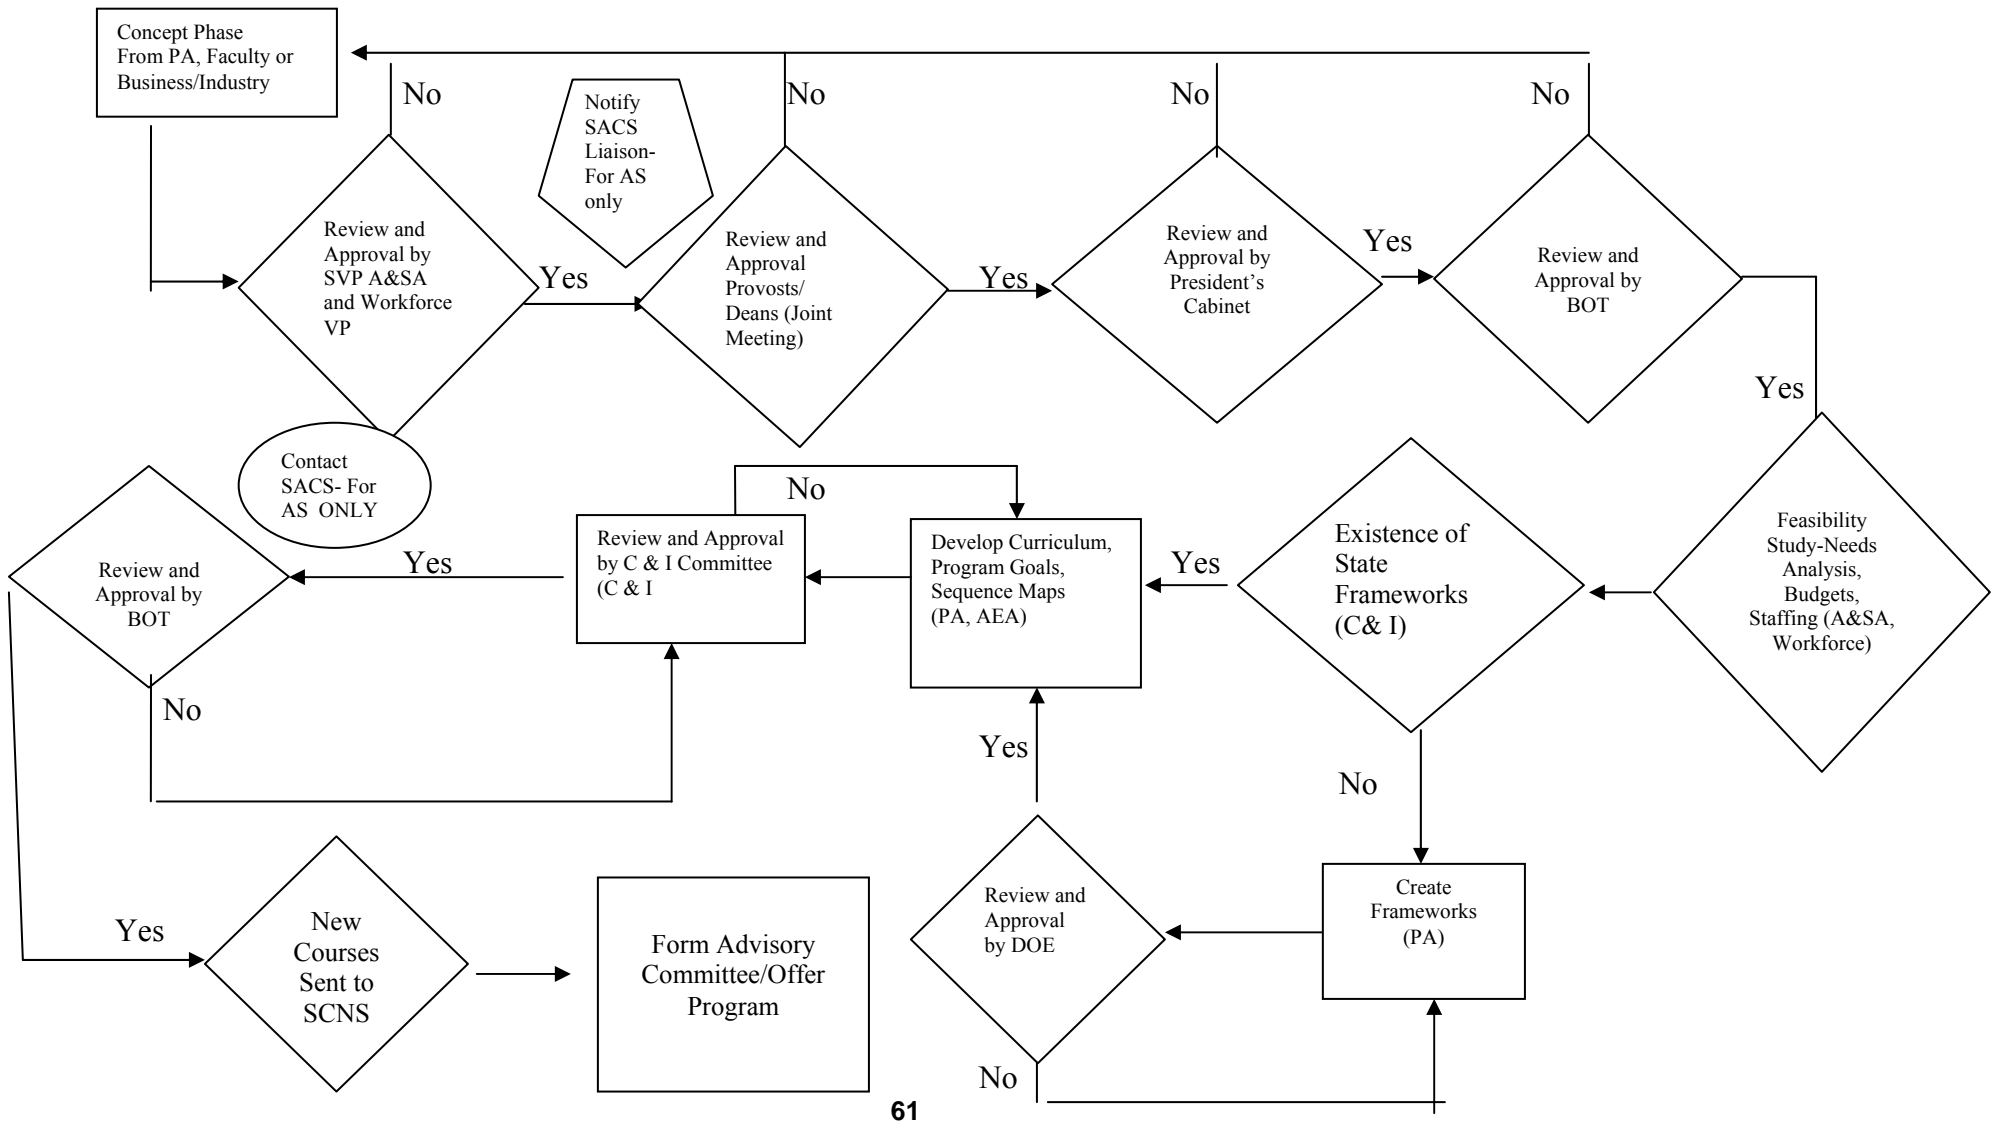 Concept Phase
From PA, Faculty or
Business/Industry
No
Notify
SACS
Liaison-
For AS
only
No
No
No
Review and
Approval by
SVP A&SA
and Workforce
VP
Yes
Review and
Approval
Provosts/
Deans (Joint
Meeting)
Yes
Review and
Approval by
President’s
Cabinet
Yes
Review and
Approval by
BOT
Yes
Contact
SACS- For
AS ONLY
Review and
Approval by
BOT
Yes
Review and Approval
by C & I Committee
(C & I
No
Develop Curriculum,
Program Goals,
Sequence Maps
(PA, AEA)
Yes
Existence of
State
Frameworks
(C& I)
Feasibility
Study-Needs
Analysis,
Budgets,
Staffing (A&SA,
Workforce)
No
Yes
No
Yes
New
Courses
Sent to
SCNS
Form Advisory
Committee/Offer
Program
Review and
Approval
by DOE
Create
Frameworks
(PA)
No
61